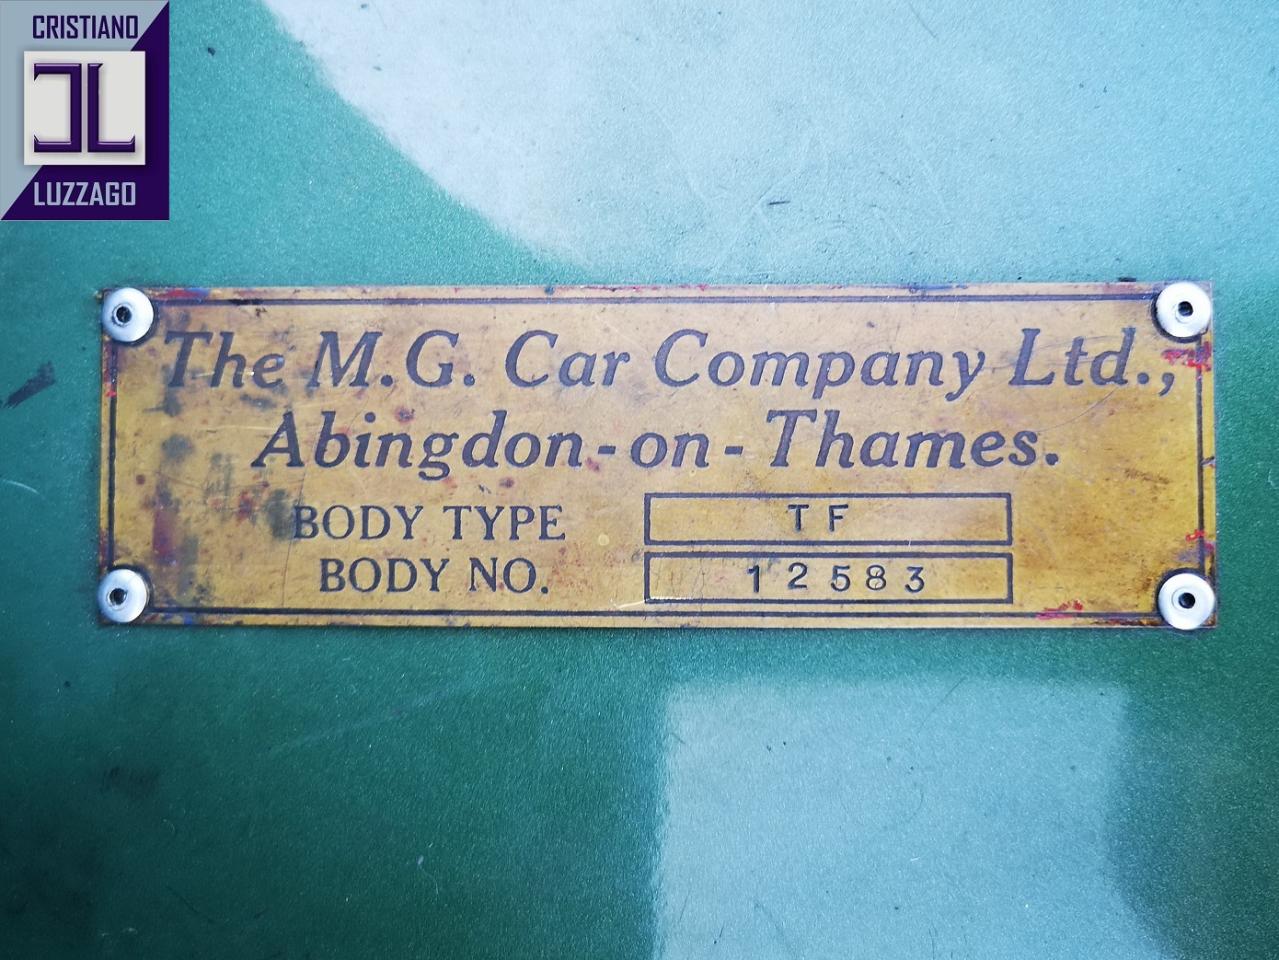 CRISTIANO
LUZZAGO
The M.G. Car Company Ltd.,
Abingdon-on-Thames.
BODY TYPE TF
BODY NO. 12583